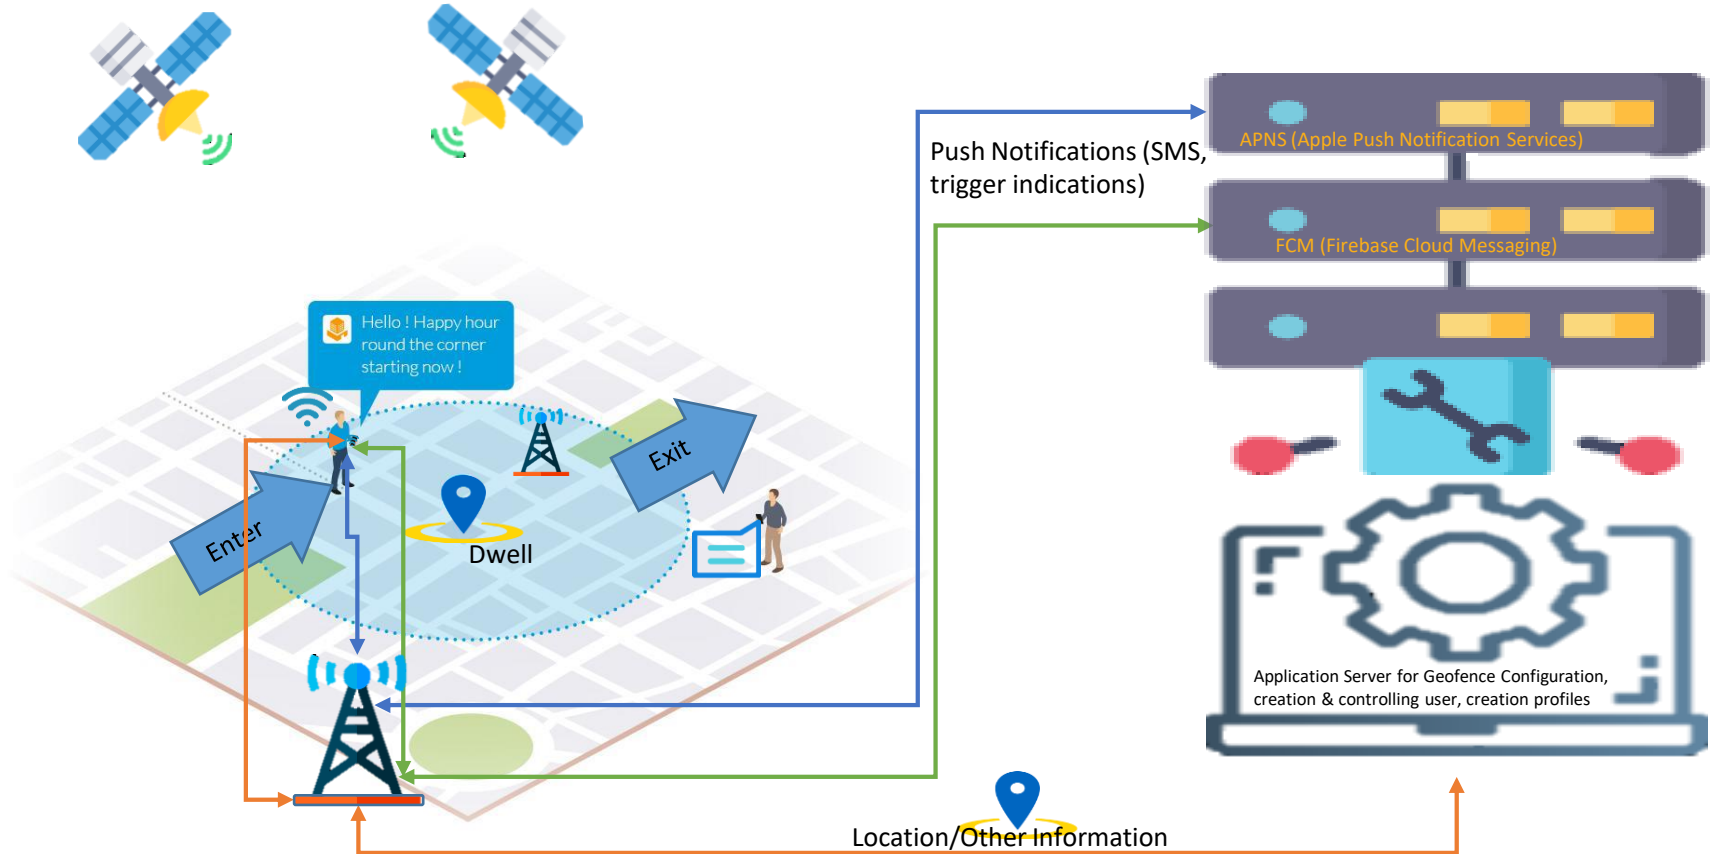 APNS (Apple Push Notification Services)
Push Notifications (SMS,
trigger indications)
FCM (Firebase Cloud Messaging)
Hello ! Happy hour
round the corner
starting now !
Exit
Enter
Dwell
Application Server for Geofence Configuration,
creation & controlling user, creation profiles
Location/Other Information